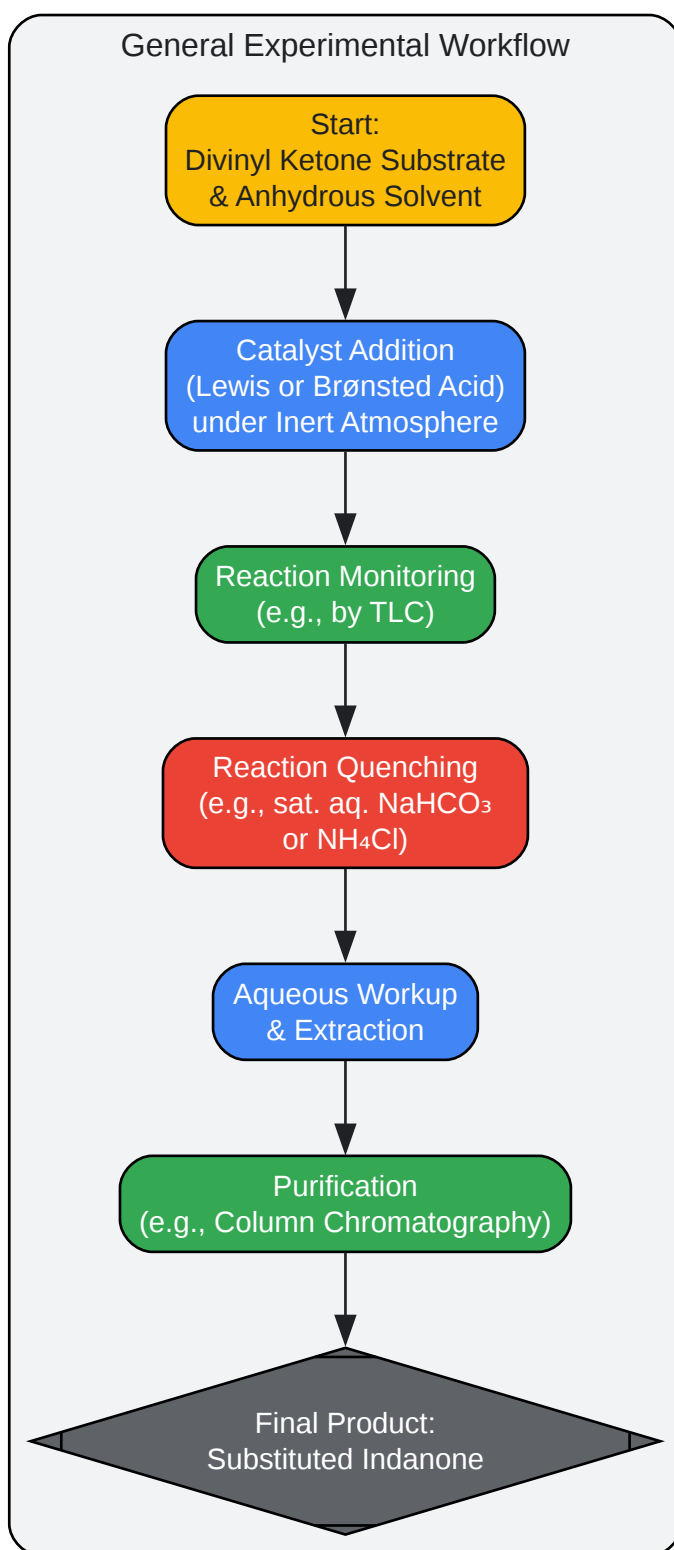 General Experimental Workflow
Start:
Divinyl Ketone Substrate
& Anhydrous Solvent
Catalyst Addition
(Lewis or Brønsted Acid)
under Inert Atmosphere
Reaction Monitoring
(e.g., by TLC)
Reaction Quenching
(e.g., sat. aq. NaHCO₃
or NH₄Cl)
Aqueous Workup
& Extraction
Purification
(e.g., Column Chromatography)
Final Product:
Substituted Indanone